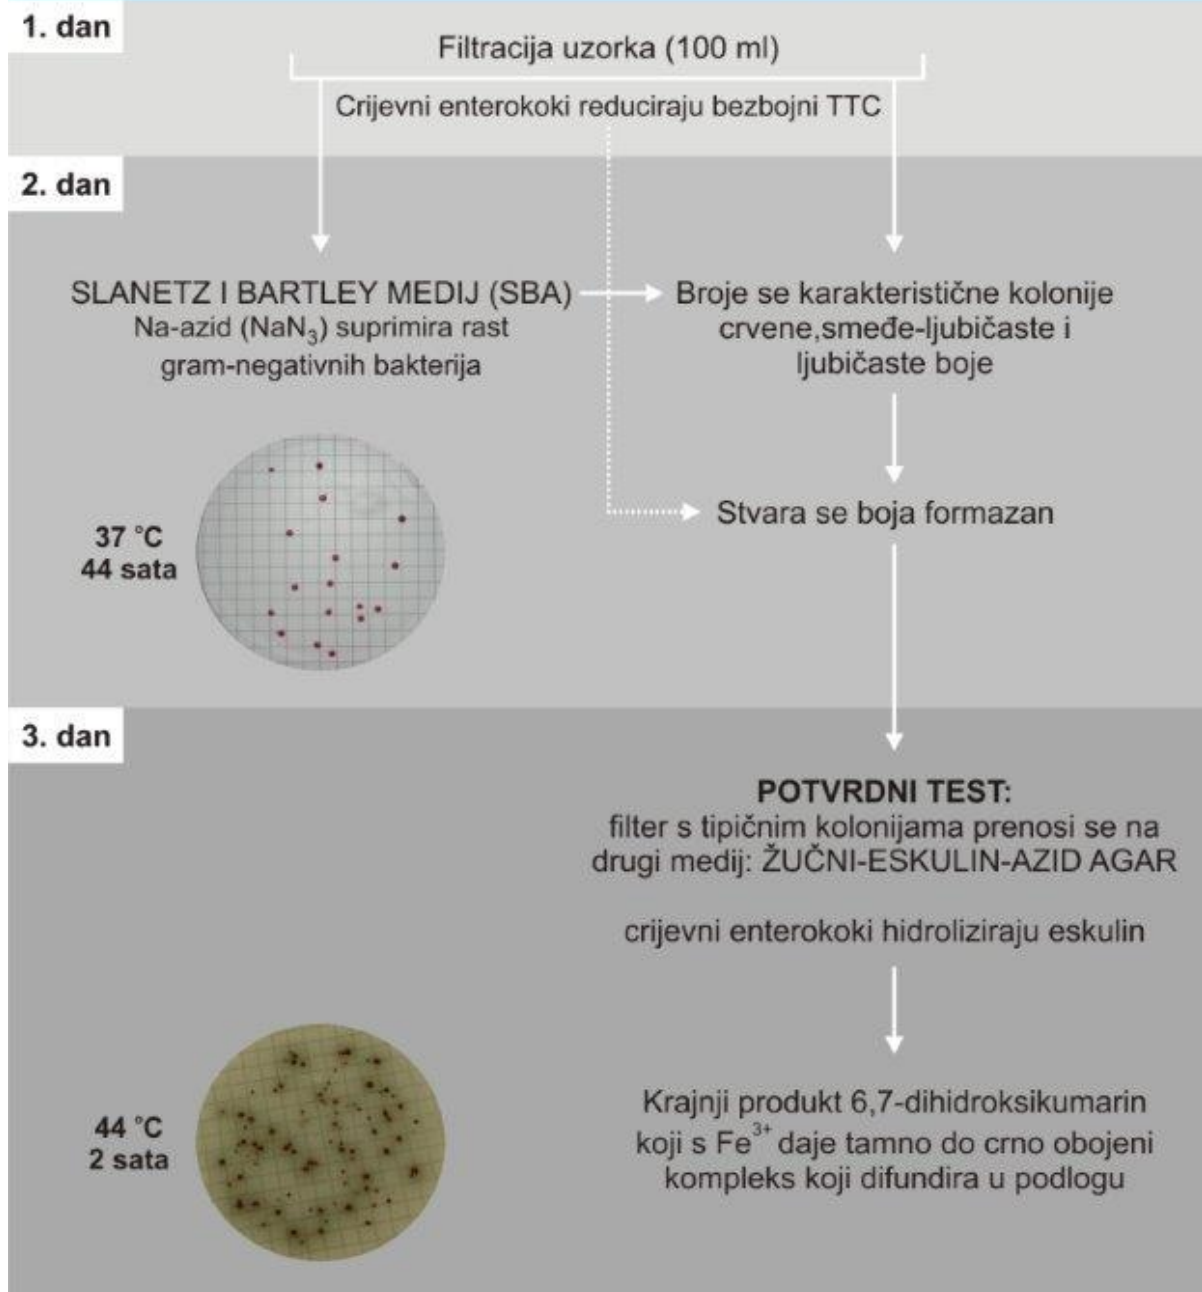 1. dan
Filtracija uzorka (100 ml)
Crijevni enterokoki reduciraju bezbojni TTC
2. dan
SLANETZ I BARTLEY MEDIJ (SBA)
Na-azid (NaN₃) suprimira rast
gram-negativnih bakterija
Broje se karakteristične kolonije
crvene,smeđe-ljubičaste i
ljubičaste boje
37 °C
44 sata
Stvara se boja formazan
3. dan
POTVRDNI TEST:
filter s tipičnim kolonijama prenosi se na
drugi medij: ŽUČNI-ESKULIN-AZID AGAR
crijevni enterokoki hidroliziraju eskulin
44 °C
2 sata
Krajnji produkt 6,7-dihidroksikumarin
koji s Fe³⁺ daje tamno do crno obojeni
kompleks koji difundira u podlogu